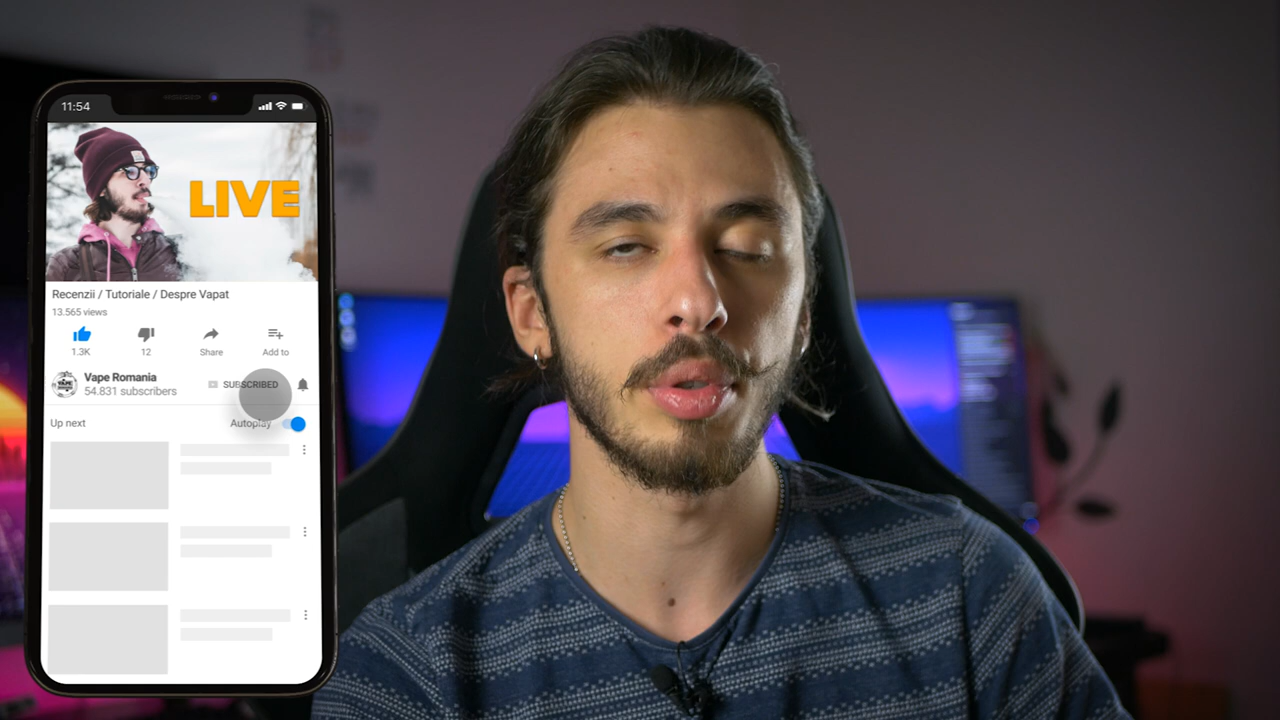 11:54
LIVE
Recenzii / Tutoriale / Despre Vapat
13.565 views
1.3K
12
Share
Add to
Vape Romania
54.831 subscribers
SUBSCRIBED
Up next
Autoplay